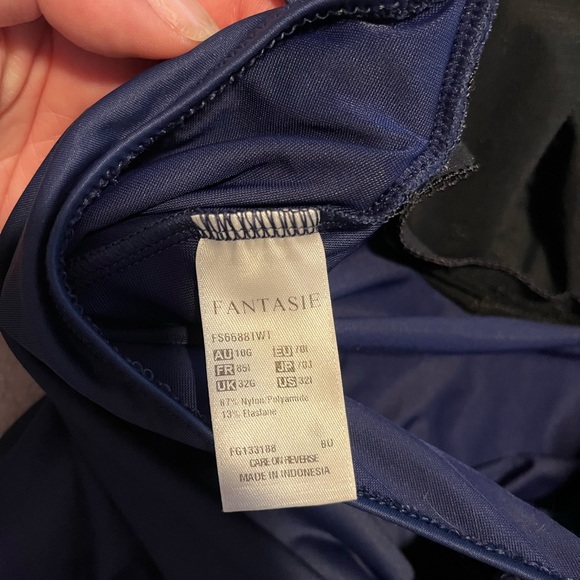 FANTASIE
FS6688TWT
AU 10G EU 70I
FR 85I JP 70J
UK 32G US 32I
87% Nylon/Polyamide
13% Elastane
FG133188 BU
CARE ON REVERSE
MADE IN INDONESIA